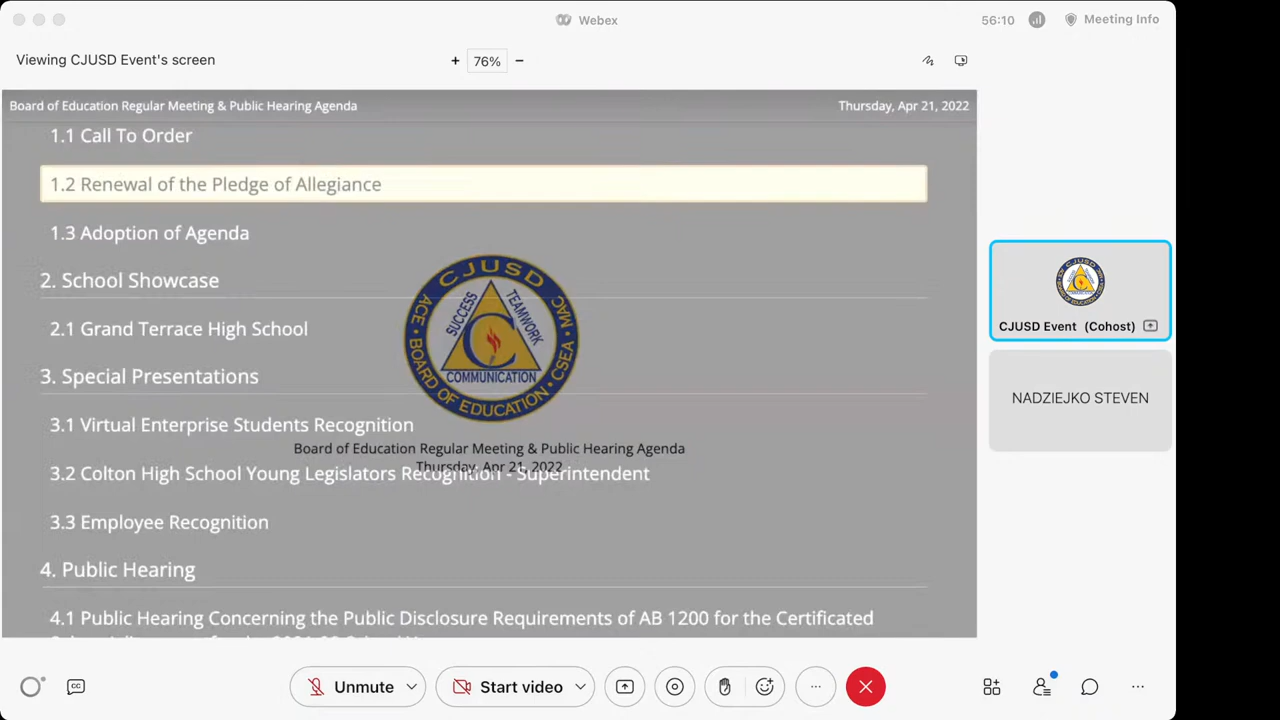 Webex
56:10
Meeting Info
Viewing CJUSD Event's screen
+ 76% −
Board of Education Regular Meeting & Public Hearing Agenda
Thursday, Apr 21, 2022
1.1 Call To Order
1.2 Renewal of the Pledge of Allegiance
1.3 Adoption of Agenda
2. School Showcase
2.1 Grand Terrace High School
3. Special Presentations
3.1 Virtual Enterprise Students Recognition
3.2 Colton High School Young Legislators Recognition - Superintendent
3.3 Employee Recognition
4. Public Hearing
4.1 Public Hearing Concerning the Public Disclosure Requirements of AB 1200 for the Certificated
CJUSD
ACE • BOARD OF EDUCATION • CSEA • MAC
SUCCESS
TEAMWORK
C
COMMUNICATION
Board of Education Regular Meeting & Public Hearing Agenda
Thursday, Apr 21, 2022
CJUSD Event (Cohost)
NADZIEJKO STEVEN
CC
Unmute
Start video